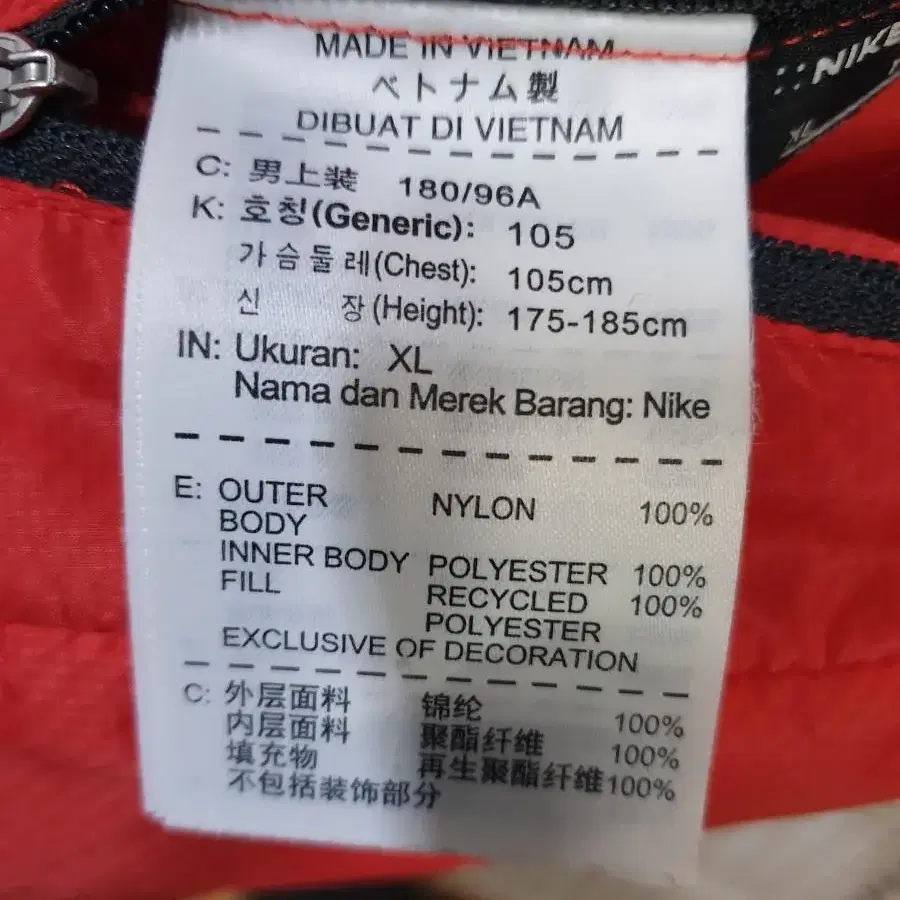 MADE IN VIETNAM
ベトナム製
DIBUAT DI VIETNAM
C: 男上装 180/96A
K: 호칭(Generic): 105
가슴둘레(Chest): 105cm
신 장(Height): 175-185cm
IN: Ukuran: XL
Nama dan Merek Barang: Nike
E: OUTER NYLON 100%
BODY
INNER BODY POLYESTER 100%
FILL RECYCLED 100%
POLYESTER
EXCLUSIVE OF DECORATION
C: 外层面料 锦纶 100%
内层面料 聚酯纤维 100%
填充物 再生聚酯纤维100%
不包括装饰部分
NIKE
XL